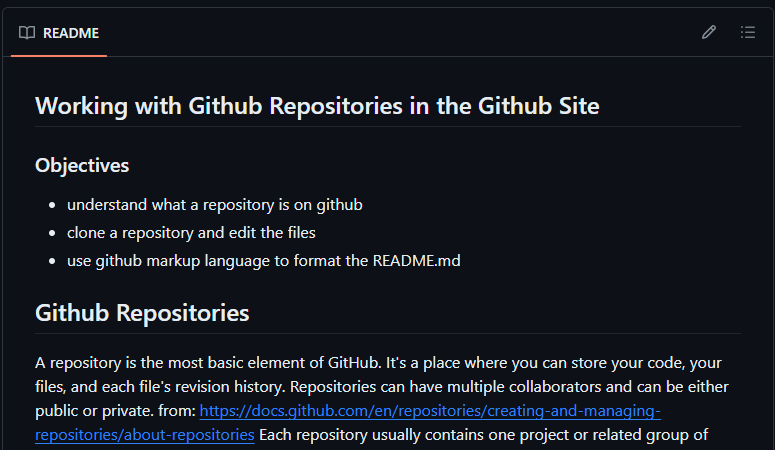 README
Working with Github Repositories in the Github Site
Objectives
understand what a repository is on github
clone a repository and edit the files
use github markup language to format the README.md
Github Repositories
A repository is the most basic element of GitHub. It's a place where you can store your code, your
files, and each file's revision history. Repositories can have multiple collaborators and can be either
public or private. from: https://docs.github.com/en/repositories/creating-and-managing-
repositories/about-repositories Each repository usually contains one project or related group of